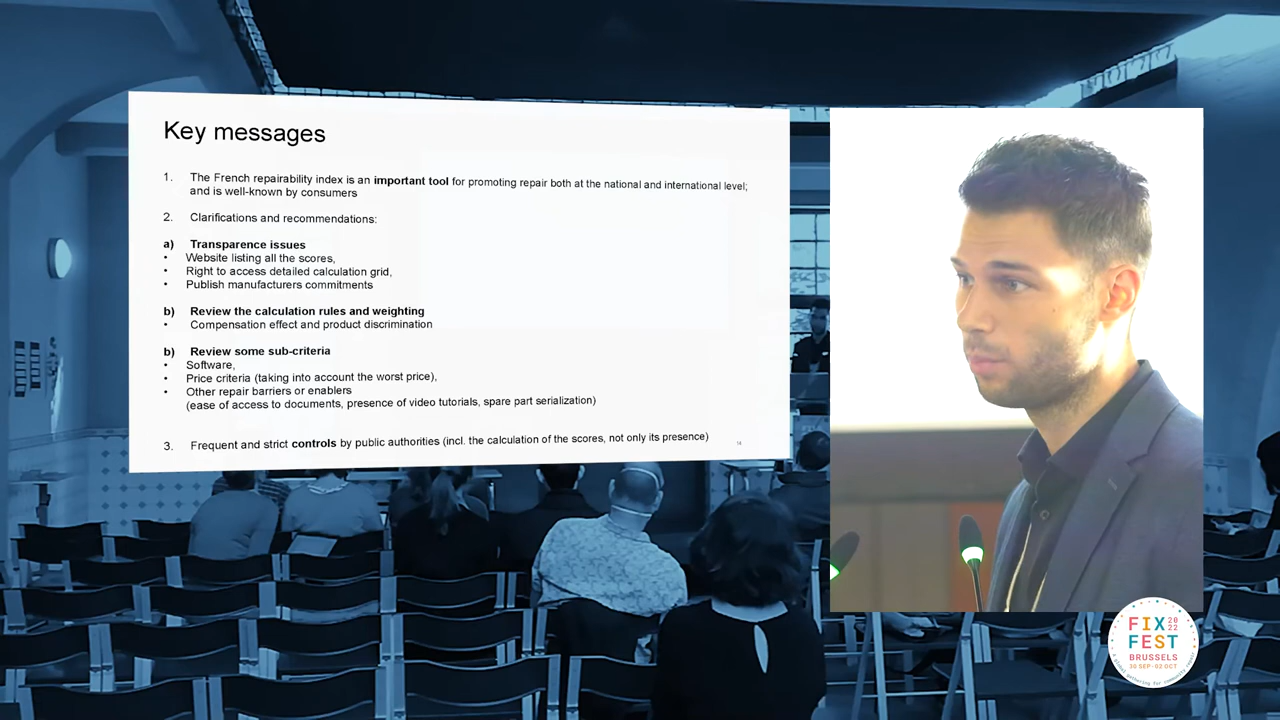 Key messages
1. The French repairability index is an important tool for promoting repair both at the national and international level;
and is well-known by consumers
2. Clarifications and recommendations:
a) Transparence issues
• Website listing all the scores,
• Right to access detailed calculation grid,
• Publish manufacturers commitments
b) Review the calculation rules and weighting
• Compensation effect and product discrimination
b) Review some sub-criteria
• Software,
• Price criteria (taking into account the worst price),
• Other repair barriers or enablers
(ease of access to documents, presence of video tutorials, spare part serialization)
3. Frequent and strict controls by public authorities (incl. the calculation of the scores, not only its presence)
FIX 20
FEST 22
BRUSSELS
30 SEP - 02 OCT